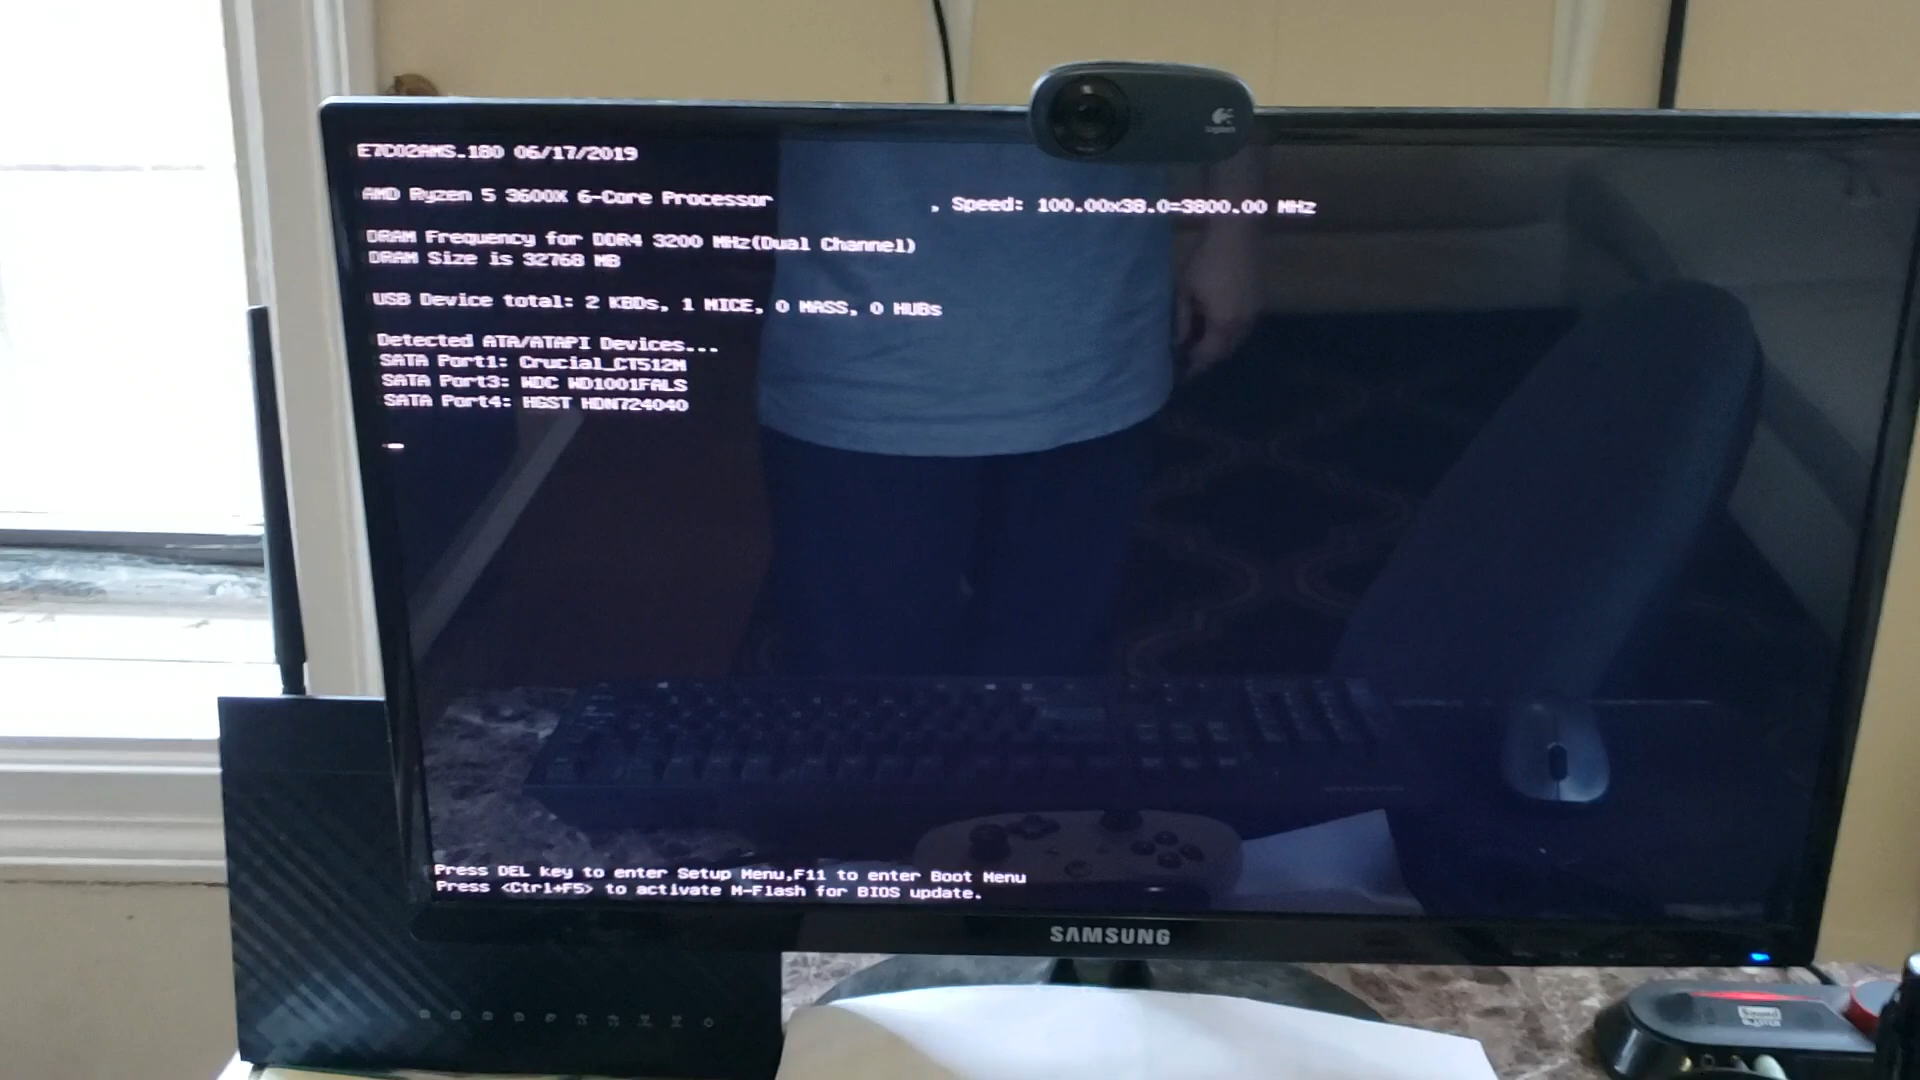 E7C02AMS.180 06/17/2019
AMD Ryzen 5 3600X 6-Core Processor , Speed: 100.00x38.0=3800.00 MHz
DRAM Frequency for DDR4 3200 MHz(Dual Channel)
DRAM Size is 32768 MB
USB Device total: 2 KBDs, 1 MICE, 0 MASS, 0 HUBs
Detected ATA/ATAPI Devices...
SATA Port1: Crucial_CT512M
SATA Port3: WDC WD1001FALS
SATA Port4: HGST HDN724040
Press DEL key to enter Setup Menu,F11 to enter Boot Menu
Press <Ctrl+F5> to activate M-Flash for BIOS update.
SAMSUNG
Logitech
Sound
BLASTER